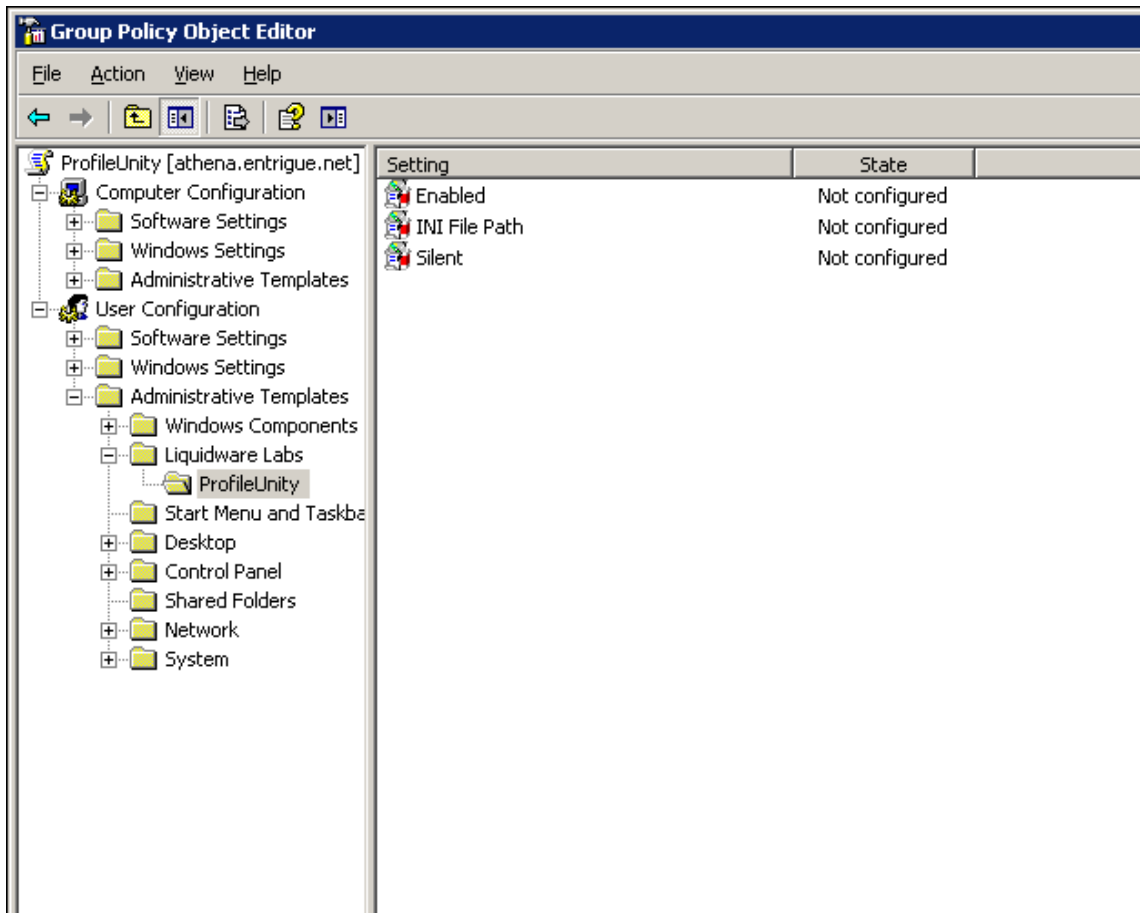 Group Policy Object Editor
File Action View Help
ProfileUnity [athena.entrigue.net]
Computer Configuration
Software Settings
Windows Settings
Administrative Templates
User Configuration
Software Settings
Windows Settings
Administrative Templates
Windows Components
Liquidware Labs
ProfileUnity
Start Menu and Taskba
Desktop
Control Panel
Shared Folders
Network
System
Setting State
Enabled Not configured
INI File Path Not configured
Silent Not configured